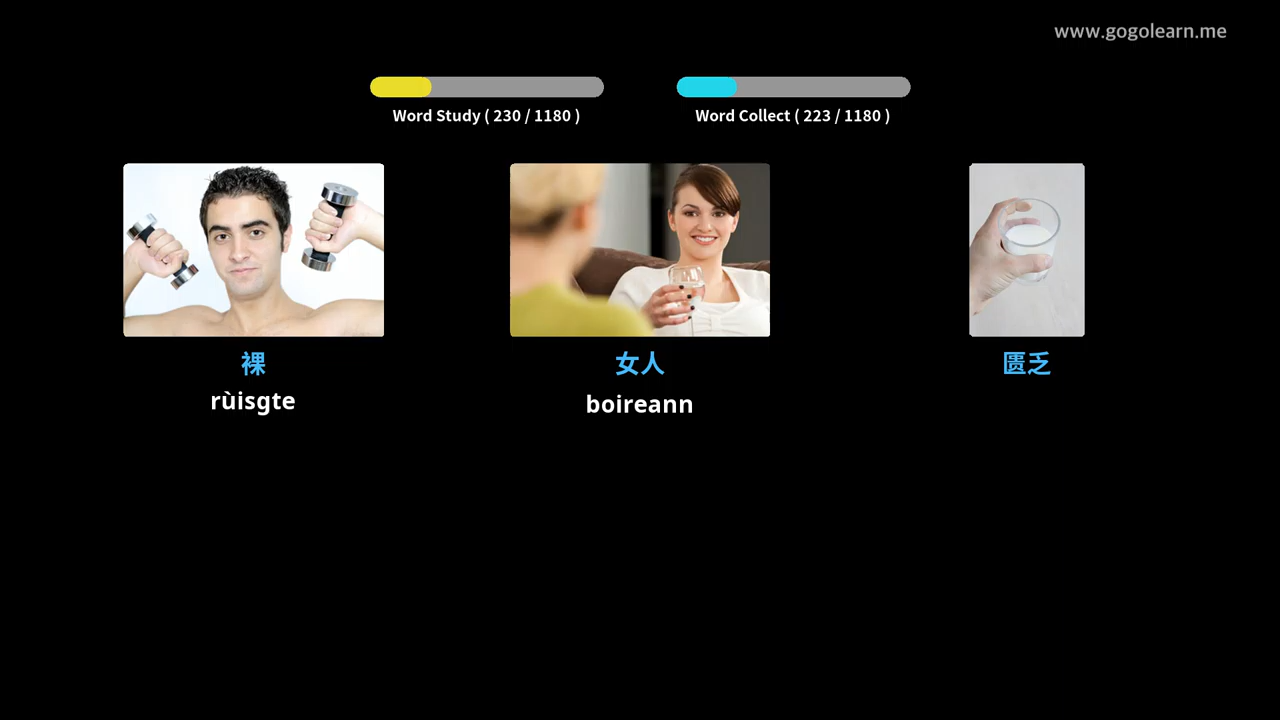 www.gogolearn.me
Word Study ( 230 / 1180 )
Word Collect ( 223 / 1180 )
裸
女人
匮乏
rùisgte
boireann